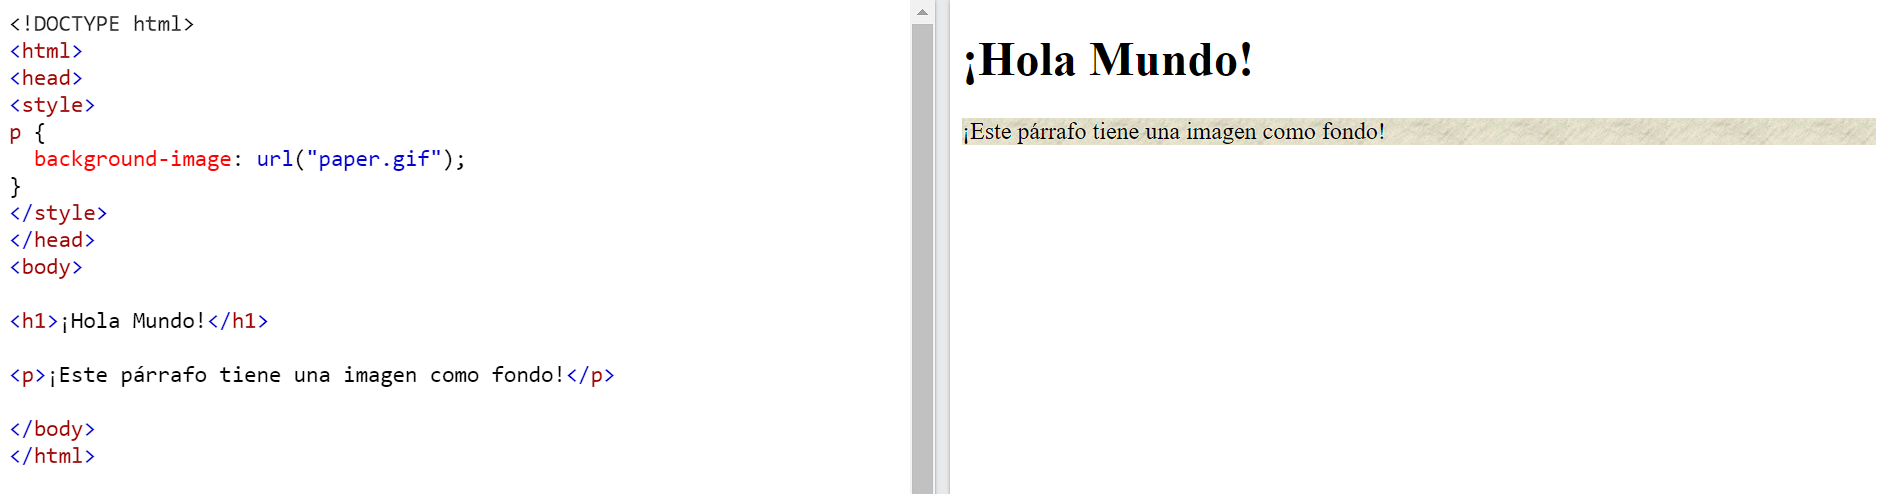 <!DOCTYPE html>
<html>
<head>
<style>
p {
  background-image: url("paper.gif");
}
</style>
</head>
<body>
<h1>¡Hola Mundo!</h1>
<p>¡Este párrafo tiene una imagen como fondo!</p>
</body>
</html>
¡Hola Mundo!
¡Este párrafo tiene una imagen como fondo!